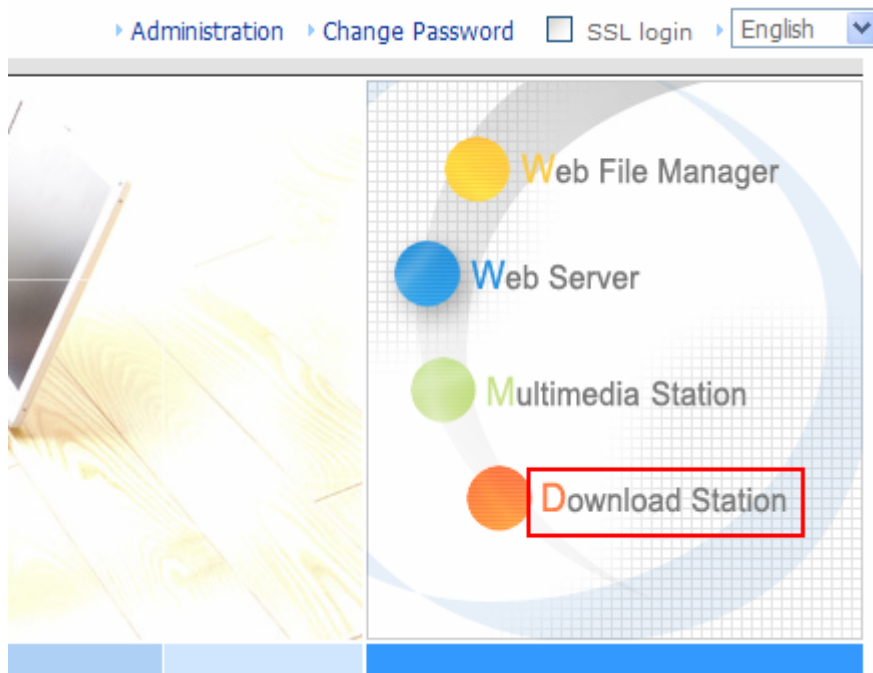 Administration Change Password SSL login English
Web File Manager
Web Server
Multimedia Station
Download Station